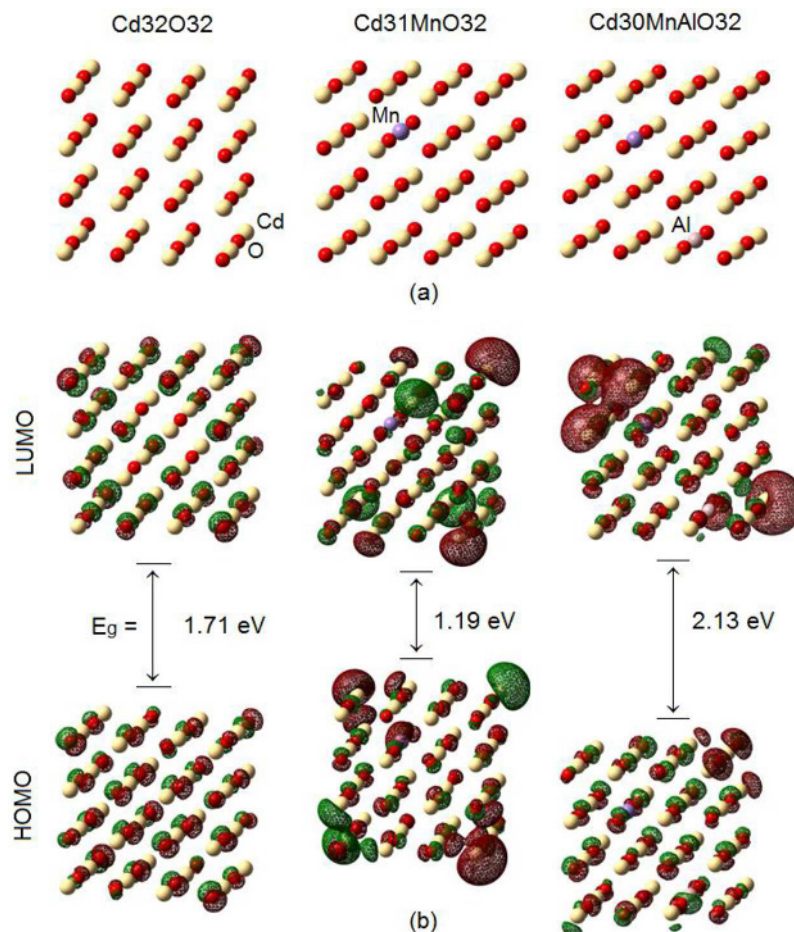 Cd32O32 Cd31MnO32 Cd30MnAlO32
Mn
Cd
O
Al
(a)
LUMO
Eg = 1.71 eV 1.19 eV 2.13 eV
HOMO
(b)